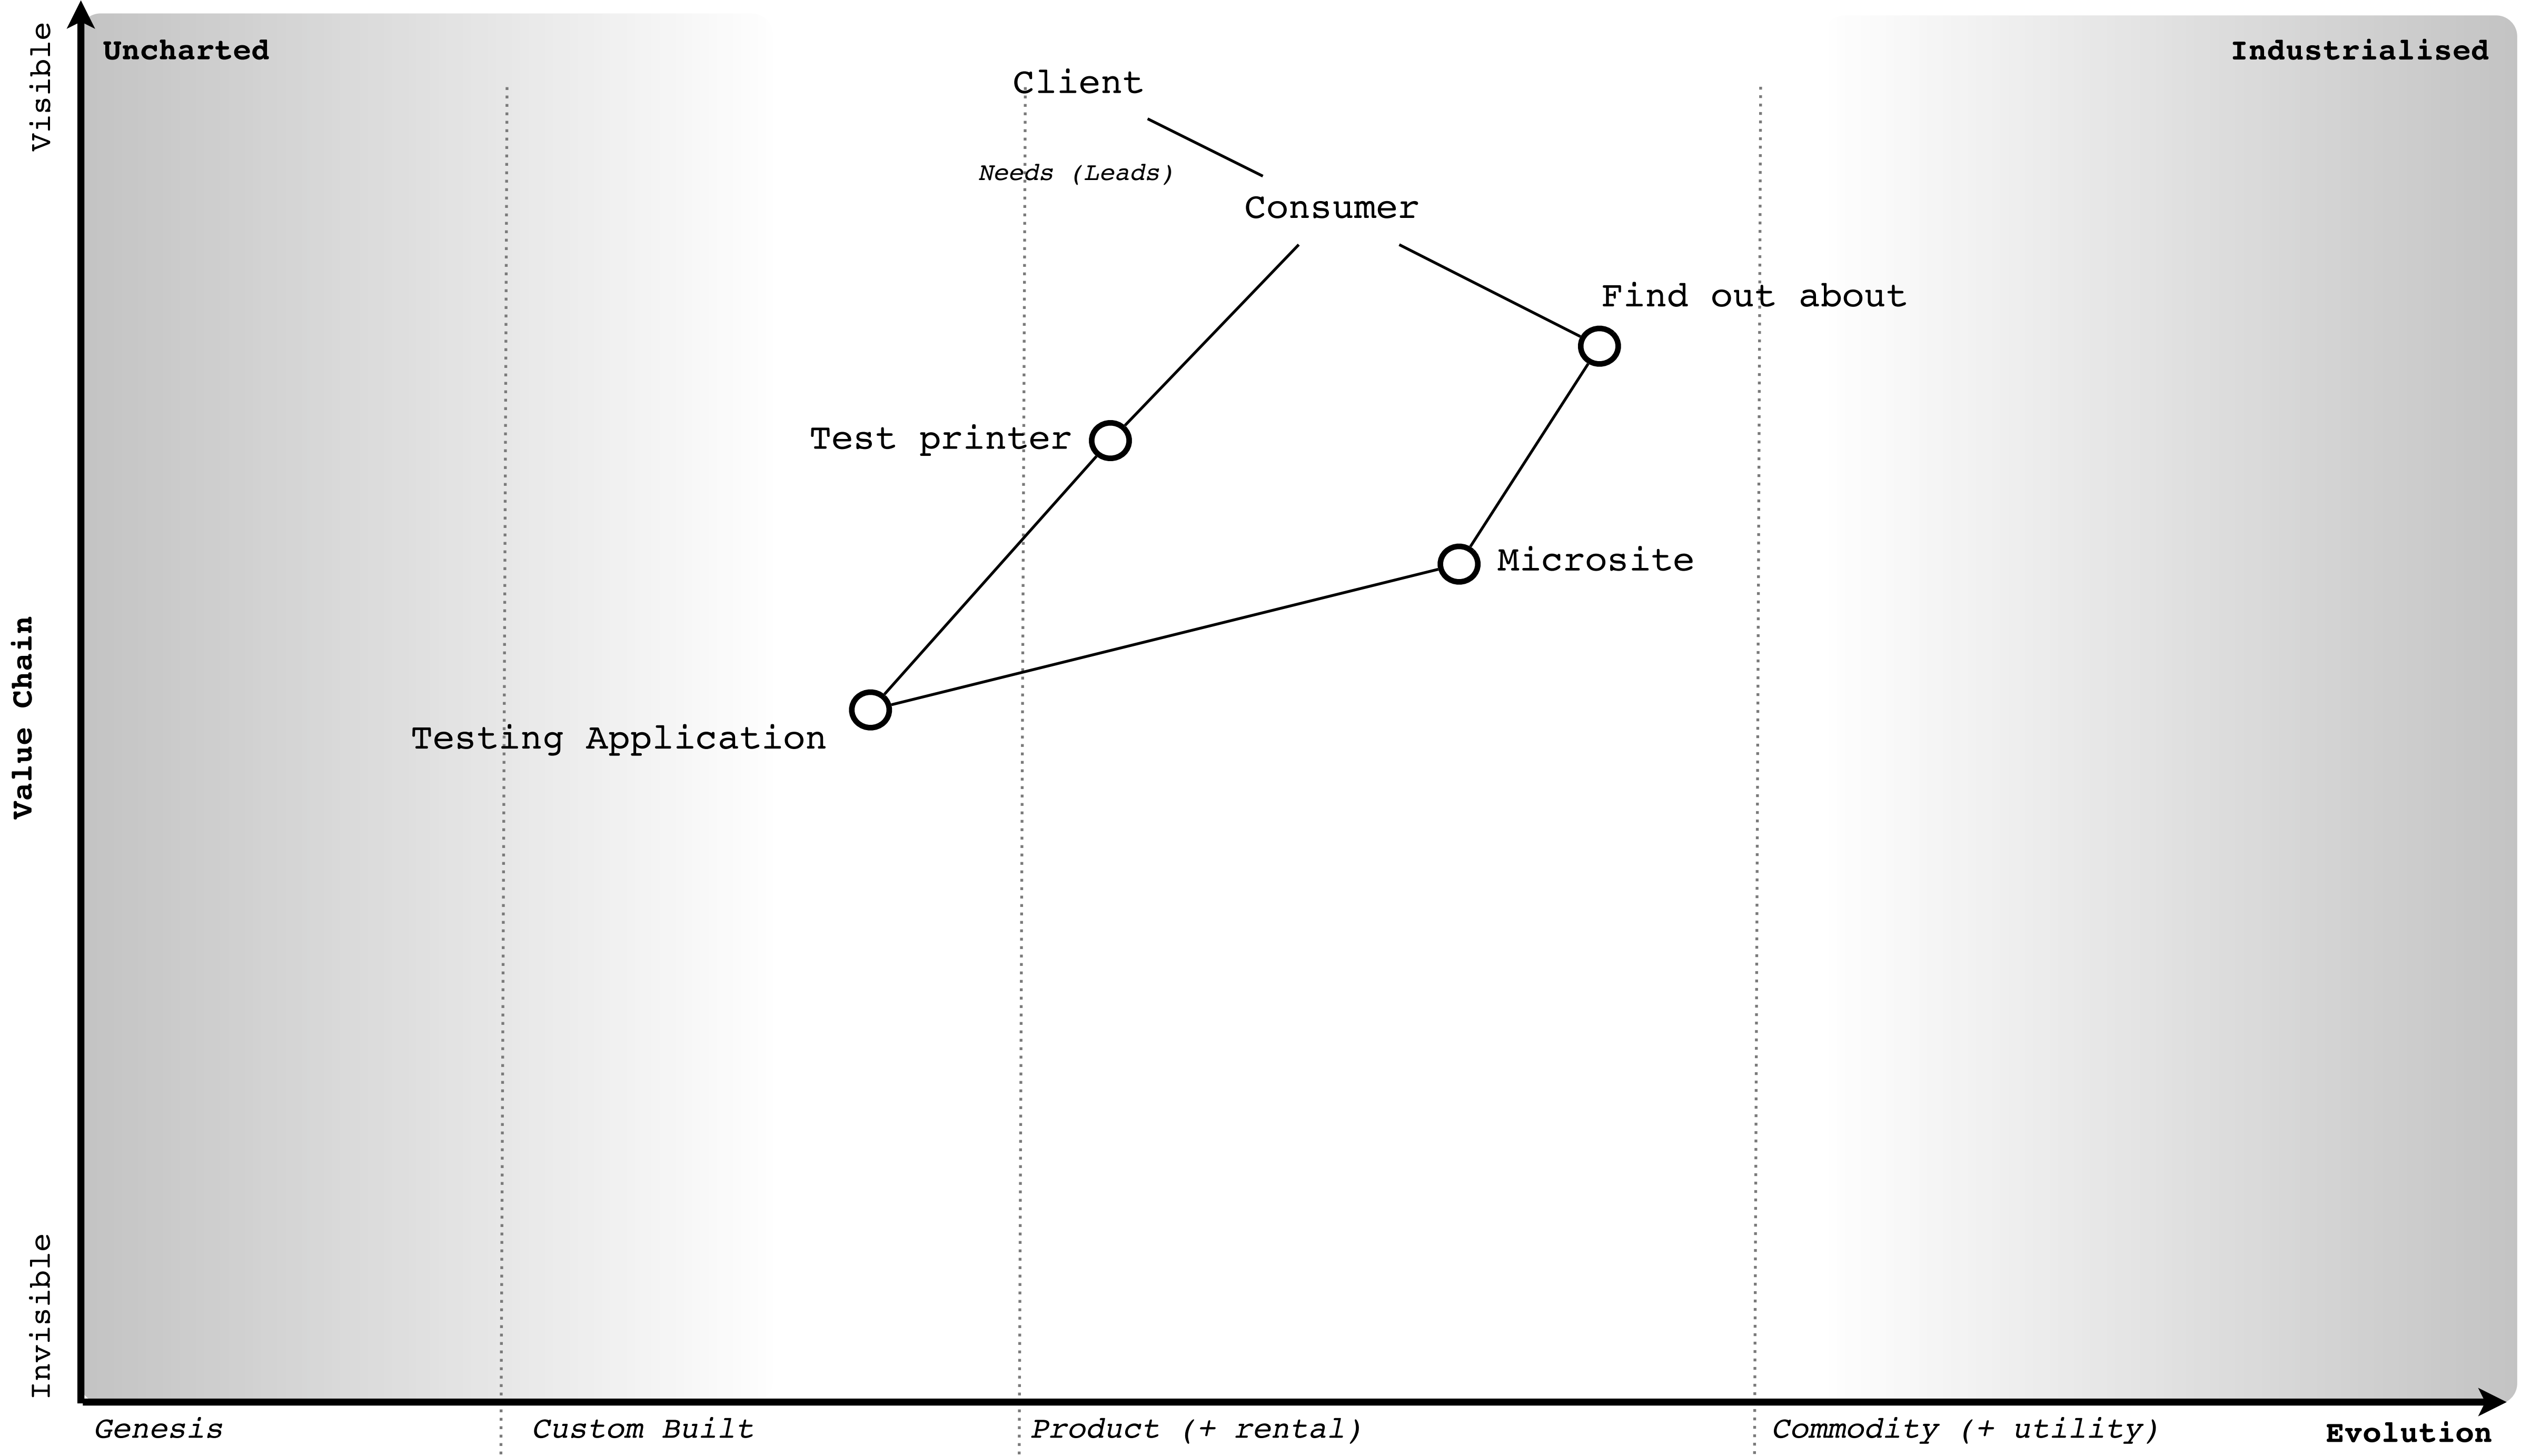 Visible
Uncharted
Industrialised
Client
Needs (Leads)
Consumer
Find out about
Test printer
Microsite
Testing Application
Value Chain
Invisible
Genesis
Custom Built
Product (+ rental)
Commodity (+ utility)
Evolution